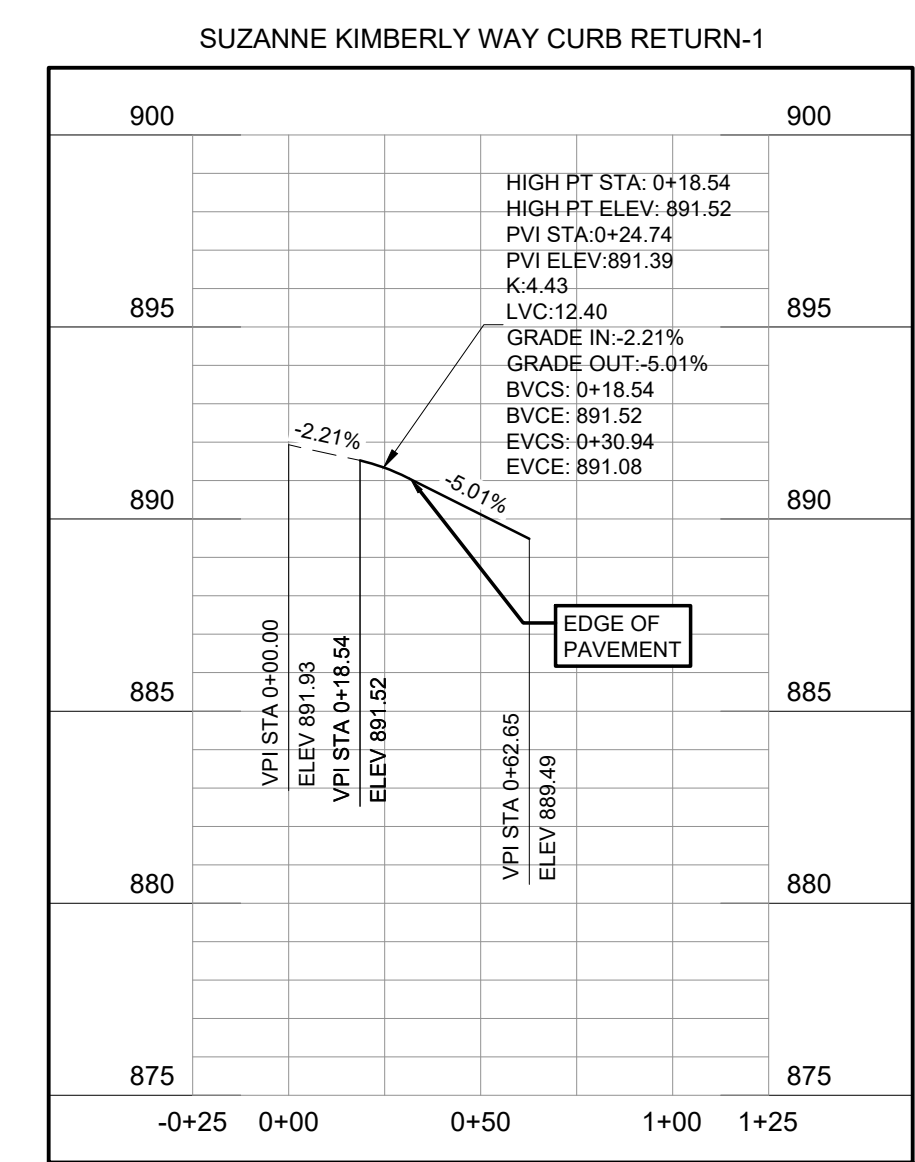 SUZANNE KIMBERLY WAY CURB RETURN-1
900
900
HIGH PT STA: 0+18.54
HIGH PT ELEV: 891.52
PVI STA:0+24.74
PVI ELEV:891.39
K:4.43
LVC:12.40
GRADE IN:-2.21%
GRADE OUT:-5.01%
BVCS: 0+18.54
BVCE: 891.52
EVCS: 0+30.94
EVCE: 891.08
895
895
-2.21%
-5.01%
890
890
EDGE OF
PAVEMENT
885
885
VPI STA 0+00.00
ELEV 891.93
VPI STA 0+18.54
ELEV 891.52
VPI STA 0+62.65
ELEV 889.49
880
880
875
875
-0+25 0+00 0+50 1+00 1+25